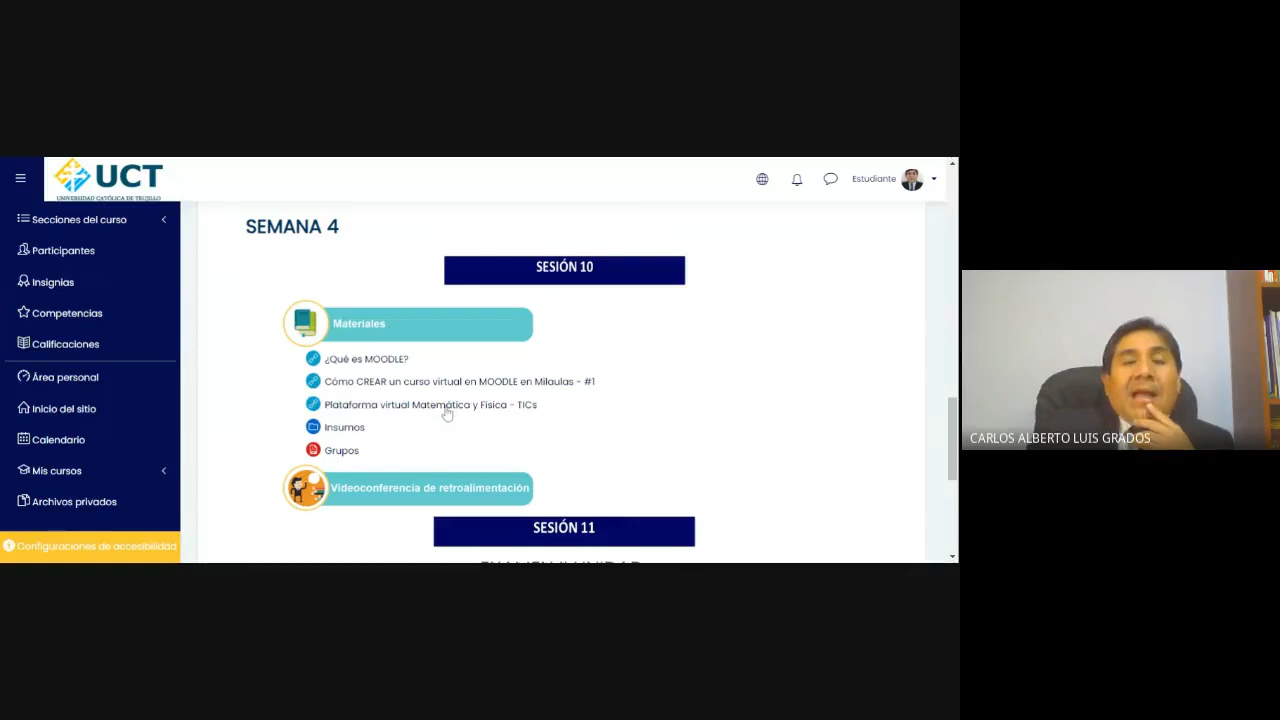 UCT
UNIVERSIDAD CATÓLICA DE TRUJILLO
Estudiante
Secciones del curso
Participantes
Insignias
Competencias
Calificaciones
Área personal
Inicio del sitio
Calendario
Mis cursos
Archivos privados
Configuraciones de accesibilidad
SEMANA 4
SESIÓN 10
Materiales
¿Qué es MOODLE?
Cómo CREAR un curso virtual en MOODLE en Milaulas - #1
Plataforma virtual Matemática y Física - TICs
Insumos
Grupos
Videoconferencia de retroalimentación
SESIÓN 11
CARLOS ALBERTO LUIS GRADOS